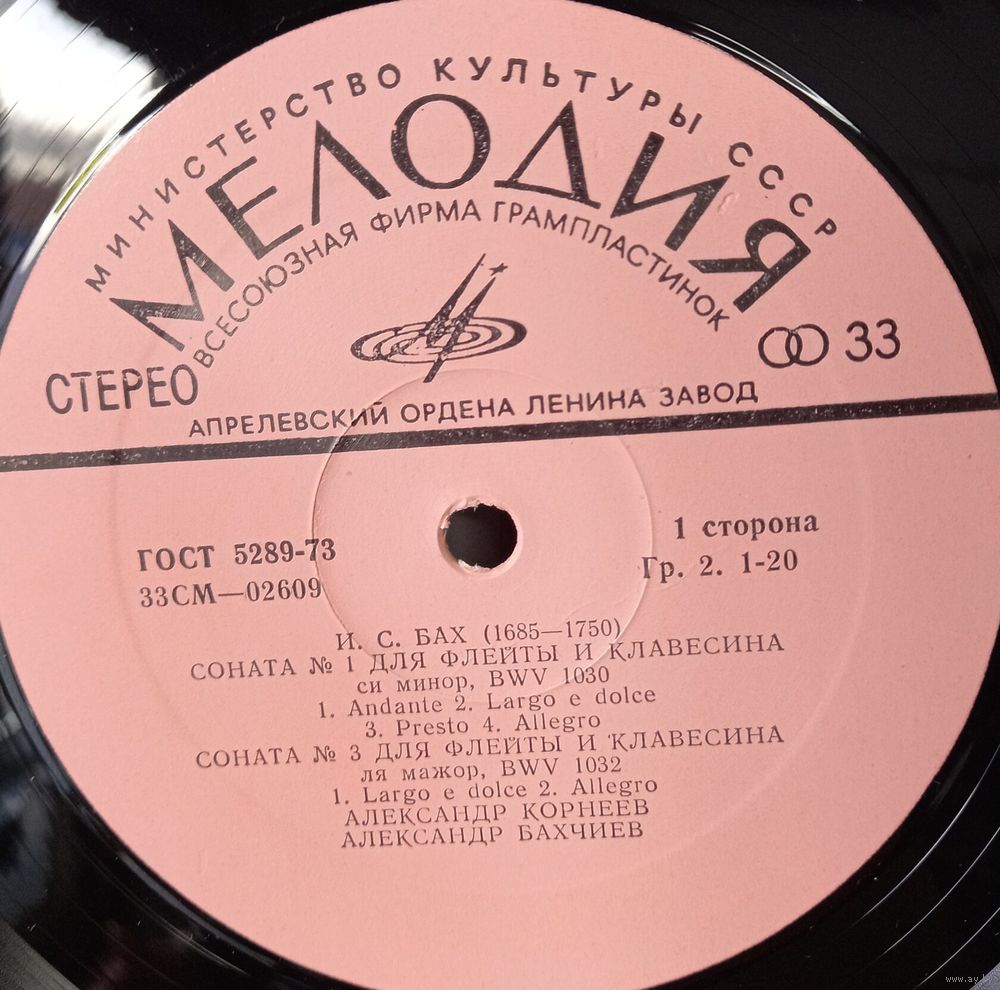 МИНИСТЕРСТВО КУЛЬТУРЫ СССР
МЕЛОДИЯ
ВСЕСОЮЗНАЯ ФИРМА ГРАМПЛАСТИНОК
СТЕРЕО
33
АПРЕЛЕВСКИЙ ОРДЕНА ЛЕНИНА ЗАВОД
ГОСТ 5289-73
33СМ—02609
1 сторона
Гр. 2. 1-20
И. С. БАХ (1685—1750)
СОНАТА № 1 ДЛЯ ФЛЕЙТЫ И КЛАВЕСИНА
си минор, BWV 1030
1. Andante 2. Largo e dolce
3. Presto 4. Allegro
СОНАТА № 3 ДЛЯ ФЛЕЙТЫ И КЛАВЕСИНА
ля мажор, BWV 1032
1. Largo e dolce 2. Allegro
АЛЕКСАНДР КОРНЕЕВ
АЛЕКСАНДР БАХЧИЕВ